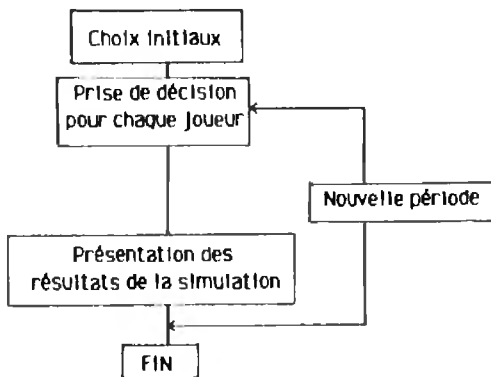 Choix initiaux
Prise de décision
pour chaque joueur
Nouvelle période
Présentation des
résultats de la simulation
FIN